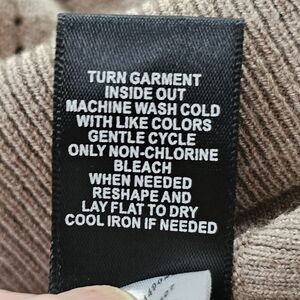 TURN GARMENT
INSIDE OUT
MACHINE WASH COLD
WITH LIKE COLORS
GENTLE CYCLE
ONLY NON-CHLORINE
BLEACH
WHEN NEEDED
RESHAPE AND
LAY FLAT TO DRY
COOL IRON IF NEEDED